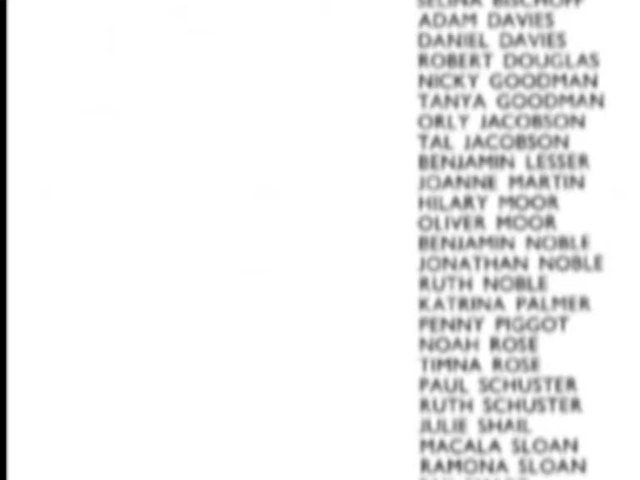 SELINA BISCHOFF
ADAM DAVIES
DANIEL DAVIES
ROBERT DOUGLAS
NICKY GOODMAN
TANYA GOODMAN
ORLY JACOBSON
TAL JACOBSON
BENJAMIN LESSER
JOANNE MARTIN
HILARY MOOR
OLIVER MOOR
BENJAMIN NOBLE
JONATHAN NOBLE
RUTH NOBLE
KATRINA PALMER
PENNY PIGGOT
NOAH ROSE
TIMNA ROSE
PAUL SCHUSTER
RUTH SCHUSTER
JULIE SHAIL
MACALA SLOAN
RAMONA SLOAN